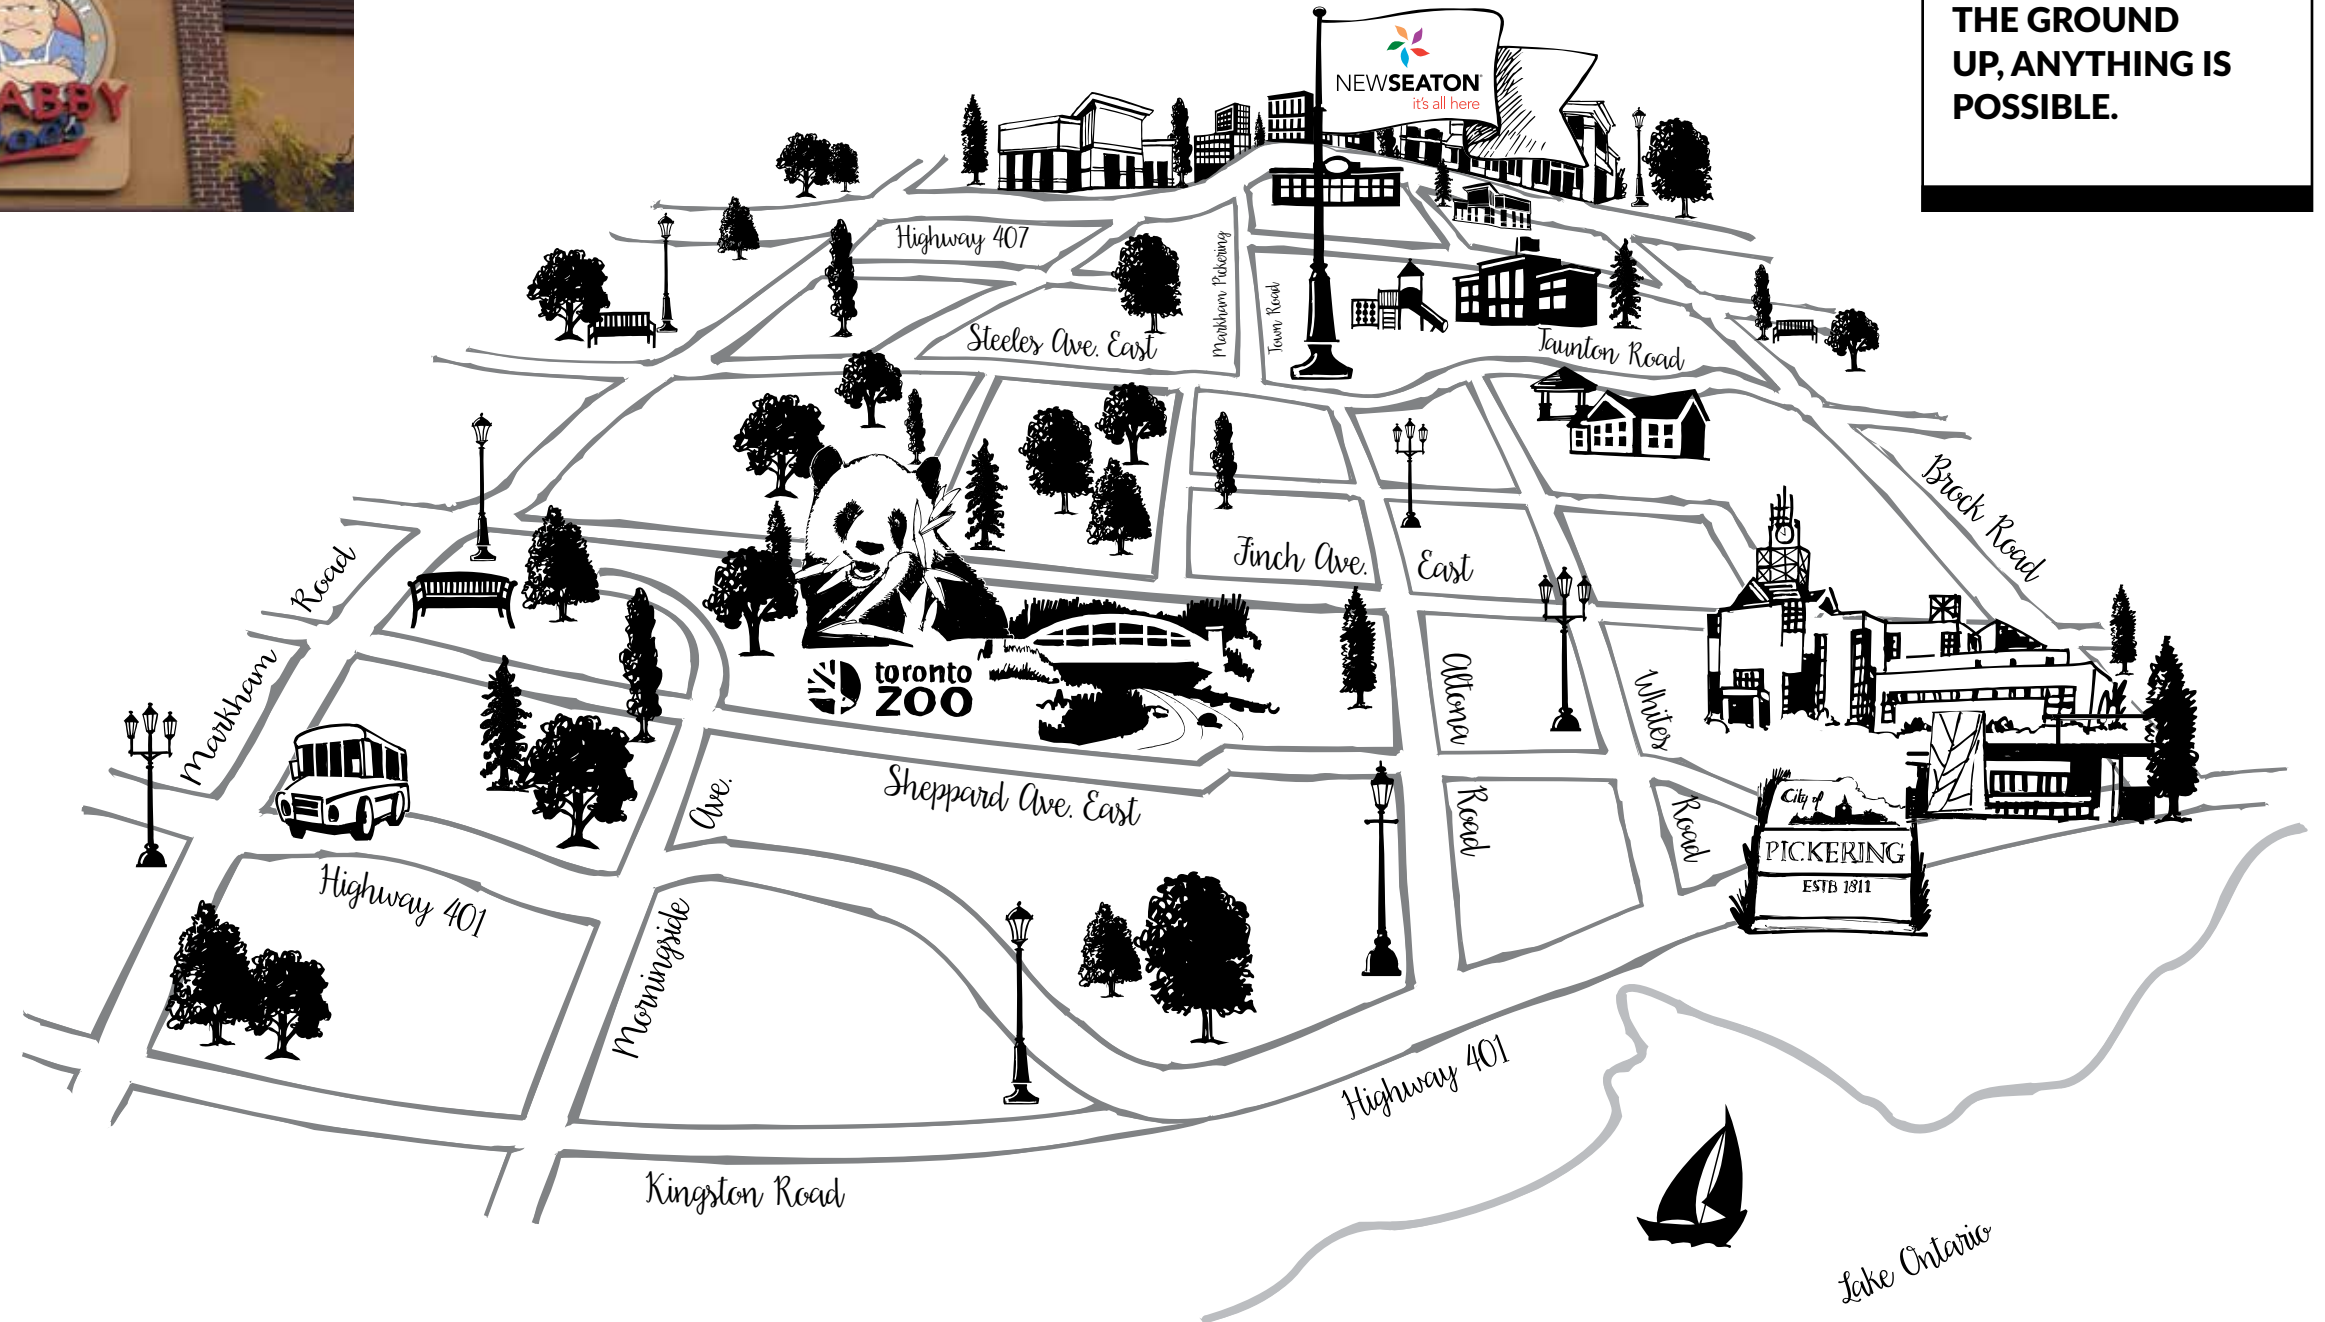 THE GROUND
UP, ANYTHING IS
POSSIBLE.
NEWSEATON
it's all here
Highway 407
Markham Pickering
Town Road
Steeles Ave. East
Taunton Road
Brock Road
Finch Ave. East
Markham Road
toronto
ZOO
Altona Road
Whites Road
Sheppard Ave. East
City of
PICKERING
ESTB 1811
Highway 401
Morningside Ave.
Highway 401
Kingston Road
Lake Ontario